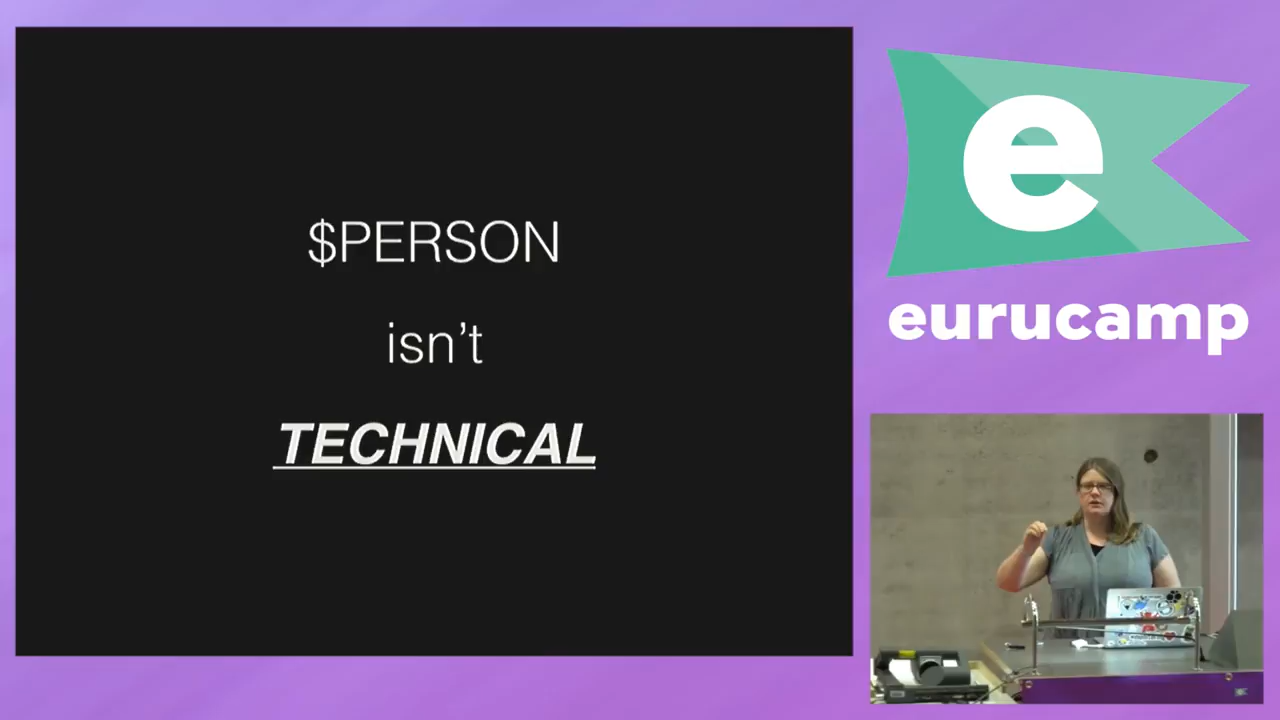 $PERSON
isn’t
TECHNICAL
e
eurucamp